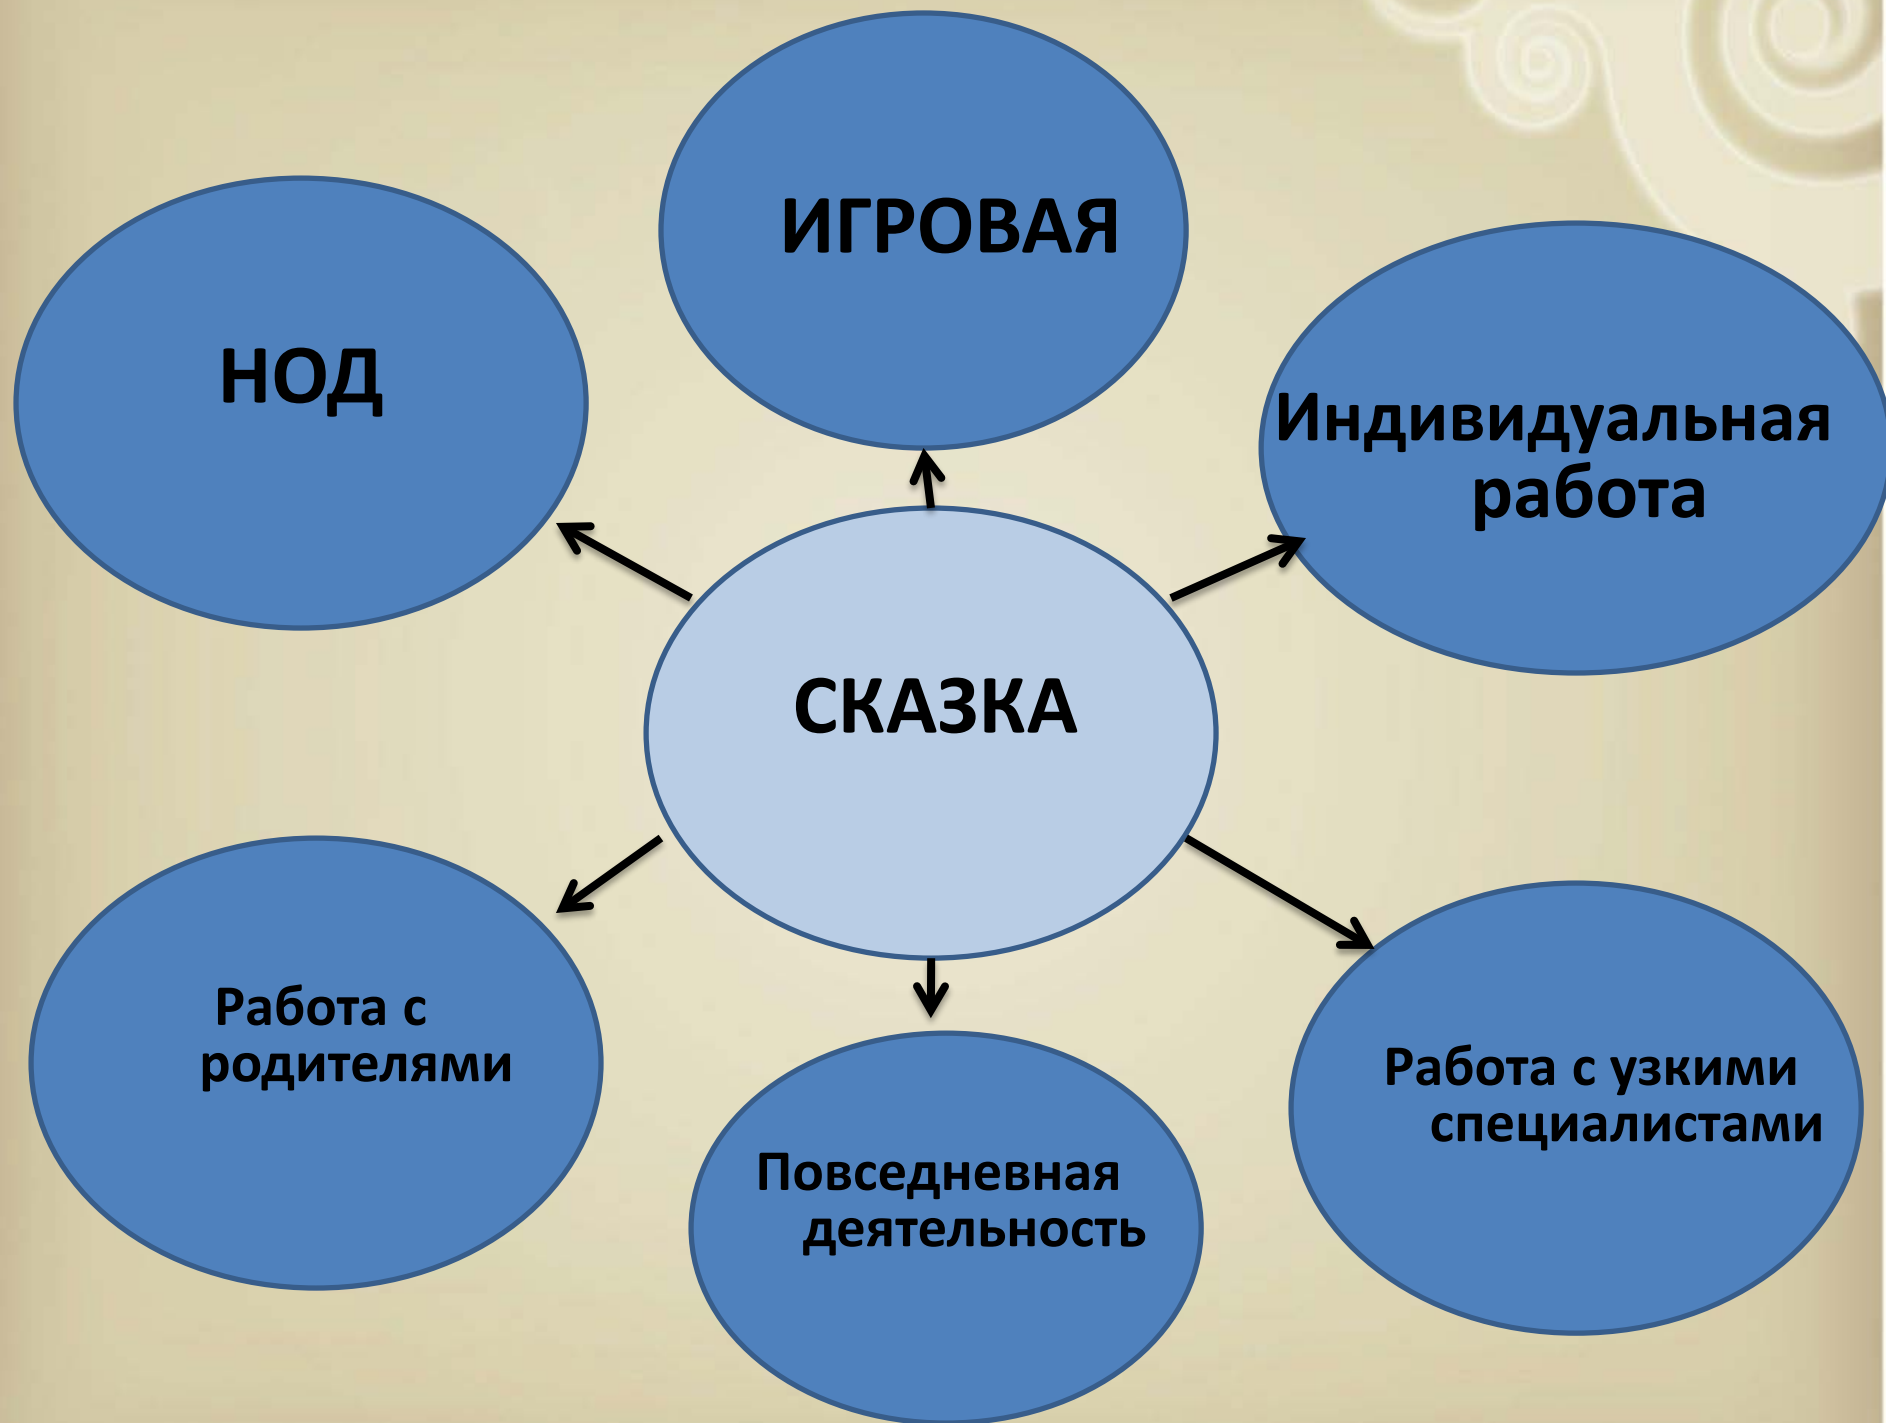 ИГРОВАЯ
НОД
Индивидуальная
работа
СКАЗКА
Работа с
родителями
Работа с узкими
специалистами
Повседневная
деятельность